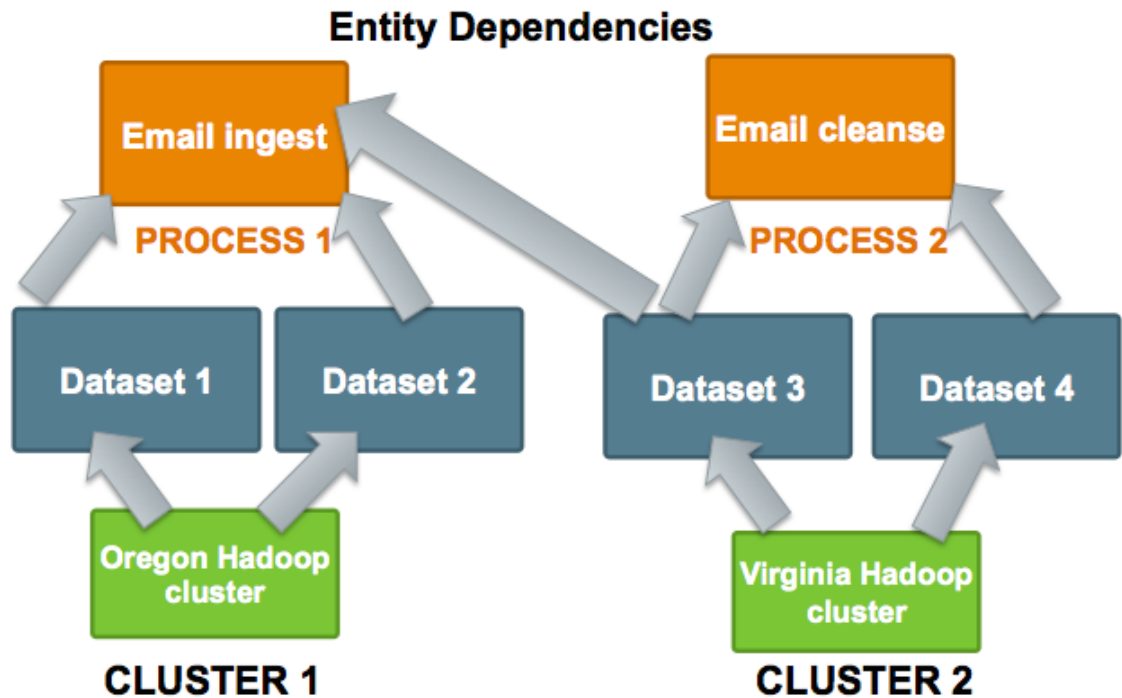 Entity Dependencies
Email ingest
Email cleanse
PROCESS 1
PROCESS 2
Dataset 1
Dataset 2
Dataset 3
Dataset 4
Oregon Hadoop
cluster
Virginia Hadoop
cluster
CLUSTER 1
CLUSTER 2